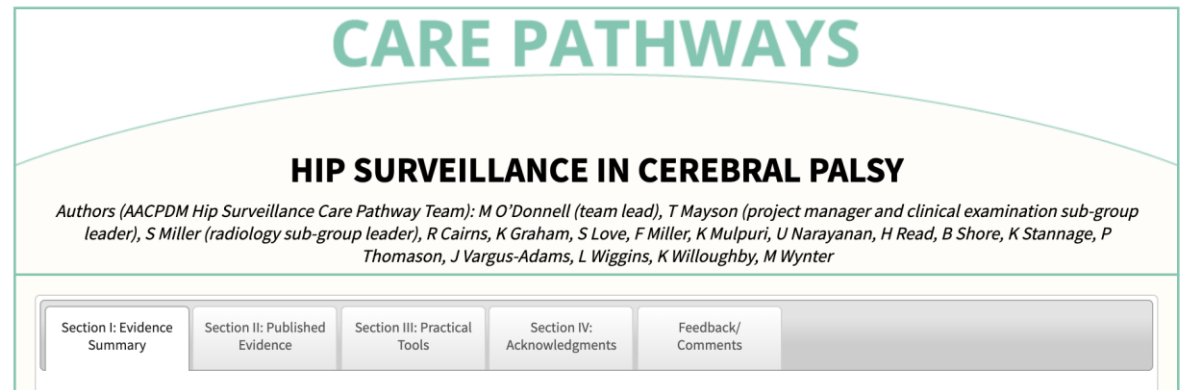 CARE PATHWAYS
HIP SURVEILLANCE IN CEREBRAL PALSY
Authors (AACPDM Hip Surveillance Care Pathway Team): M O’Donnell (team lead), T Mayson (project manager and clinical examination sub-group
leader), S Miller (radiology sub-group leader), R Cairns, K Graham, S Love, F Miller, K Mulpuri, U Narayanan, H Read, B Shore, K Stannage, P
Thomason, J Vargus-Adams, L Wiggins, K Willoughby, M Wynter
Section I: Evidence
Summary
Section II: Published
Evidence
Section III: Practical
Tools
Section IV:
Acknowledgments
Feedback/
Comments